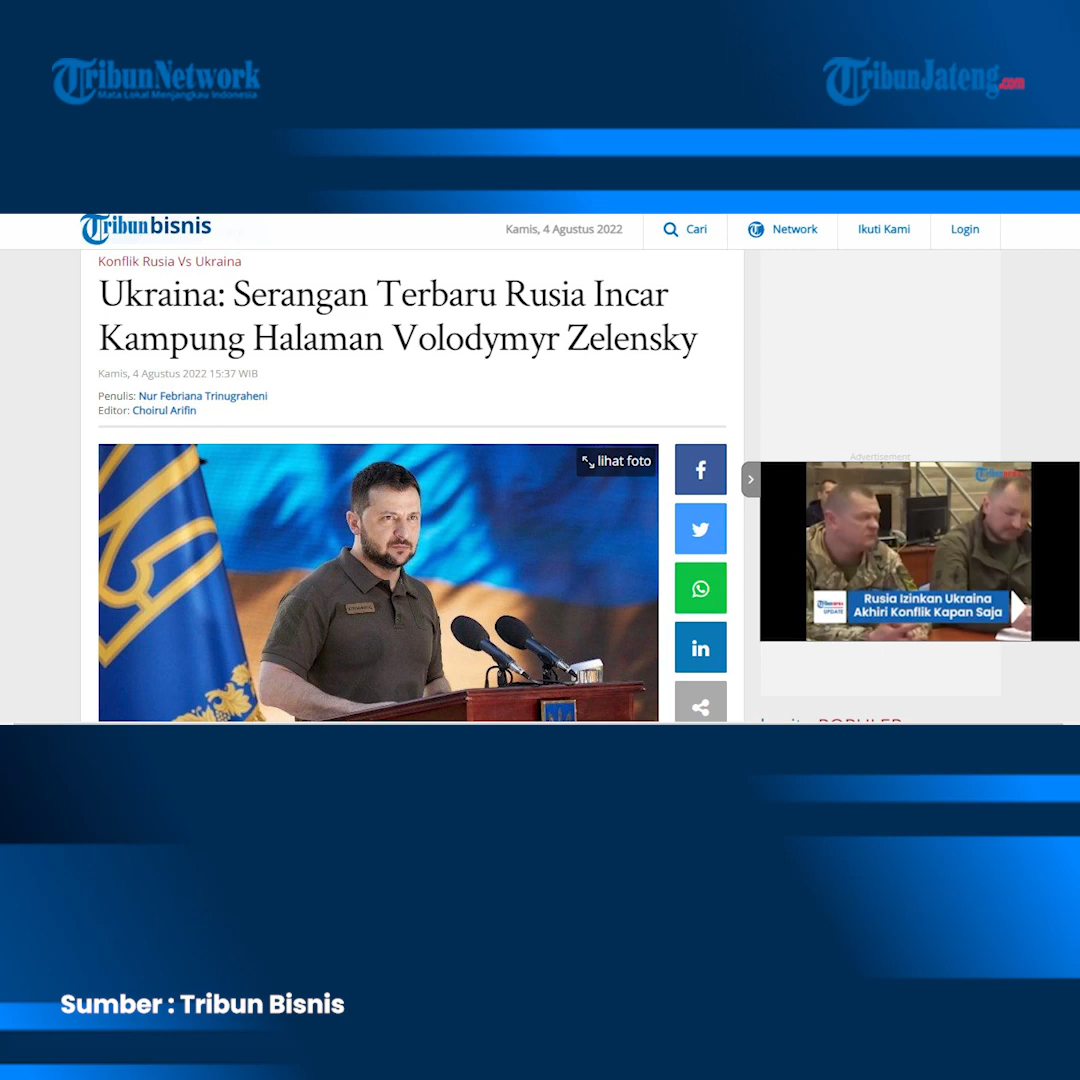 TribunNetwork
Mata Lokal Menjangkau Indonesia
TribunJateng.com
Tribunbisnis
Kamis, 4 Agustus 2022
Cari
Network
Ikuti Kami
Login
Konflik Rusia Vs Ukraina
Ukraina: Serangan Terbaru Rusia Incar
Kampung Halaman Volodymyr Zelensky
Kamis, 4 Agustus 2022 15:37 WIB
Penulis: Nur Febriana Trinugraheni
Editor: Choirul Arifin
lihat foto
Advertisement
Rusia Izinkan Ukraina
UPDATE
Akhiri Konflik Kapan Saja
Sumber : Tribun Bisnis